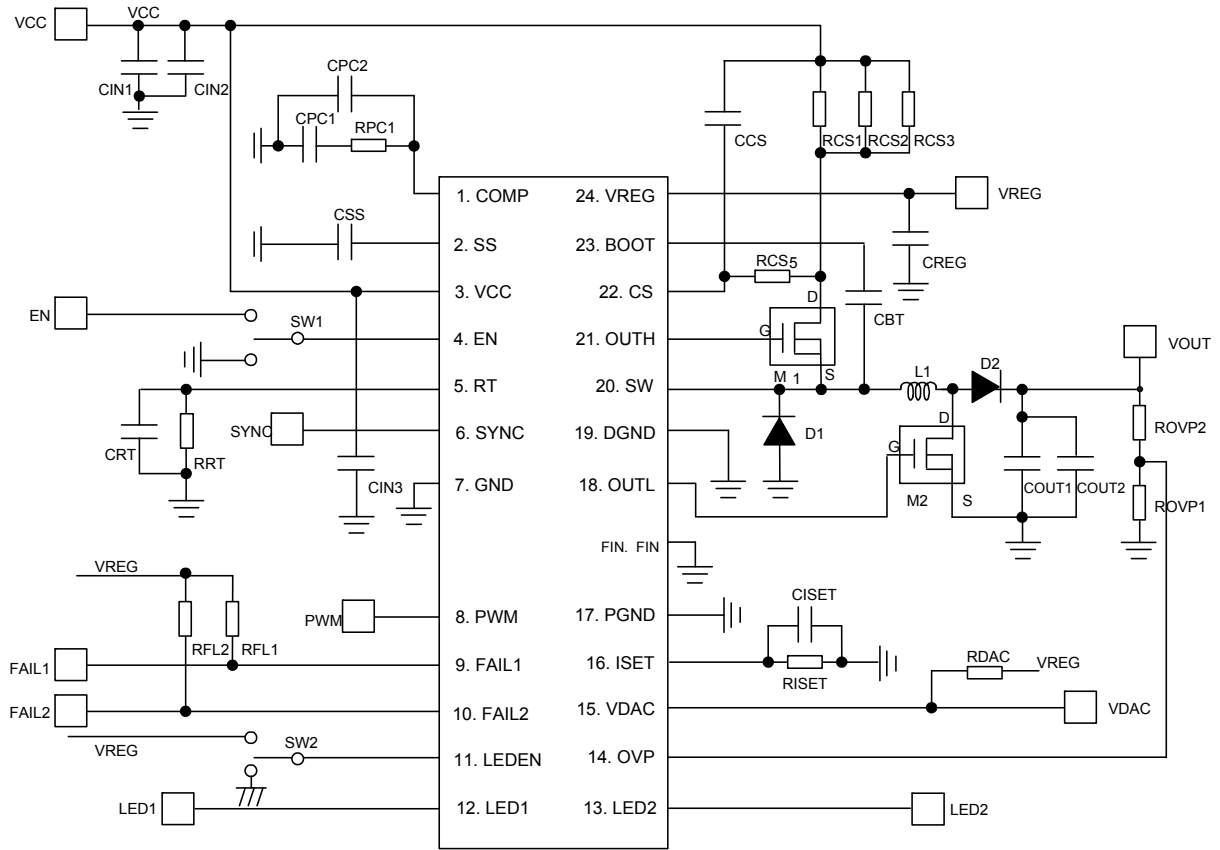 VCC
VCC
CIN1
CIN2
CPC2
CPC1
RPC1
CCS
RCS1
RCS2
RCS3
1. COMP
24. VREG
VREG
CSS
2. SS
23. BOOT
CREG
RCS5
3. VCC
22. CS
D
CBT
EN
SW1
4. EN
21. OUTH
G
VOUT
M 1
S
L1
D2
5. RT
20. SW
CRT
RRT
SYNC
6. SYNC
19. DGND
D1
D
G
ROVP2
CIN3
7. GND
18. OUTL
M2
S
COUT1
COUT2
ROVP1
FIN. FIN
VREG
CISET
PWM
8. PWM
17. PGND
RFL2
RFL1
FAIL1
9. FAIL1
16. ISET
RISET
RDAC
VREG
FAIL2
10. FAIL2
15. VDAC
VDAC
VREG
SW2
11. LEDEN
14. OVP
LED1
12. LED1
13. LED2
LED2